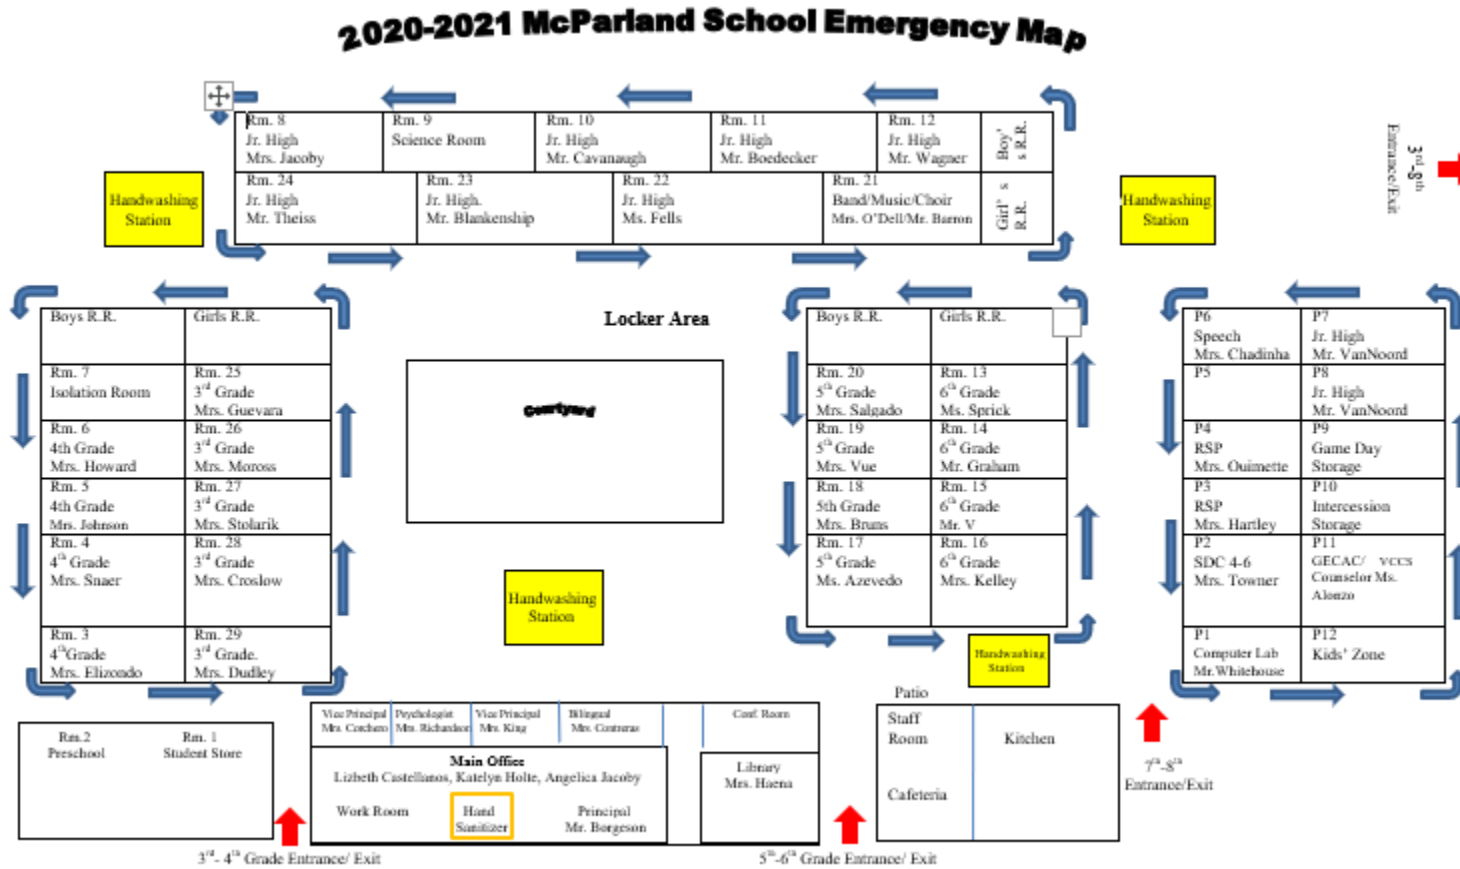 2020-2021 McParland School Emergency Map
Rm. 8
Jr. High
Mrs. Jacoby
Rm. 9
Science Room
Rm. 10
Jr. High
Mr. Cavanaugh
Rm. 11
Jr. High
Mr. Boedecker
Rm. 12
Jr. High
Mr. Wagner
Boy'
s R.R.
Rm. 24
Jr. High
Mr. Theiss
Rm. 23
Jr. High.
Mr. Blankenship
Rm. 22
Jr. High
Ms. Fells
Rm. 21
Band/Music/Choir
Mrs. O'Dell/Mr. Barron
Girl' s
R.R.
Handwashing
Station
Handwashing
Station
3rd-8th
Entrance/Exit
Boys R.R.
Girls R.R.
Rm. 7
Isolation Room
Rm. 25
3rd Grade
Mrs. Guevara
Rm. 6
4th Grade
Mrs. Howard
Rm. 26
3rd Grade
Mrs. Moross
Rm. 5
4th Grade
Mrs. Johnson
Rm. 27
3rd Grade
Mrs. Stolarik
Rm. 4
4th Grade
Mrs. Snaer
Rm. 28
3rd Grade
Mrs. Croslow
Rm. 3
4thGrade
Mrs. Elizondo
Rm. 29
3rd Grade.
Mrs. Dudley
Locker Area
Courtyard
Handwashing
Station
Boys R.R.
Girls R.R.
Rm. 20
5th Grade
Mrs. Salgado
Rm. 13
6th Grade
Ms. Sprick
Rm. 19
5th Grade
Mrs. Vue
Rm. 14
6th Grade
Mr. Graham
Rm. 18
5th Grade
Mrs. Bruns
Rm. 15
6th Grade
Mr. V
Rm. 17
5th Grade
Ms. Azevedo
Rm. 16
6th Grade
Mrs. Kelley
Handwashing
Station
P6
Speech
Mrs. Chadinha
P7
Jr. High
Mr. VanNoord
P5
P8
Jr. High
Mr. VanNoord
P4
RSP
Mrs. Ouimette
P9
Game Day
Storage
P3
RSP
Mrs. Hartley
P10
Intercession
Storage
P2
SDC 4-6
Mrs. Towner
P11
GECAC/ VCCS
Counselor Ms.
Alonzo
P1
Computer Lab
Mr.Whitehouse
P12
Kids' Zone
Rm.2
Preschool
Rm. 1
Student Store
Vice Principal
Mrs. Corchero
Psychologist
Mrs. Richardson
Vice Principal
Mrs. King
Bilingual
Mrs. Contreras
Conf. Room
Main Office
Lizbeth Castellanos, Katelyn Holte, Angelica Jacoby
Work Room
Hand
Sanitizer
Principal
Mr. Borgeson
Library
Mrs. Haena
Patio
Staff
Room
Kitchen
Cafeteria
7th-8th
Entrance/Exit
3rd- 4th Grade Entrance/ Exit
5th-6th Grade Entrance/ Exit